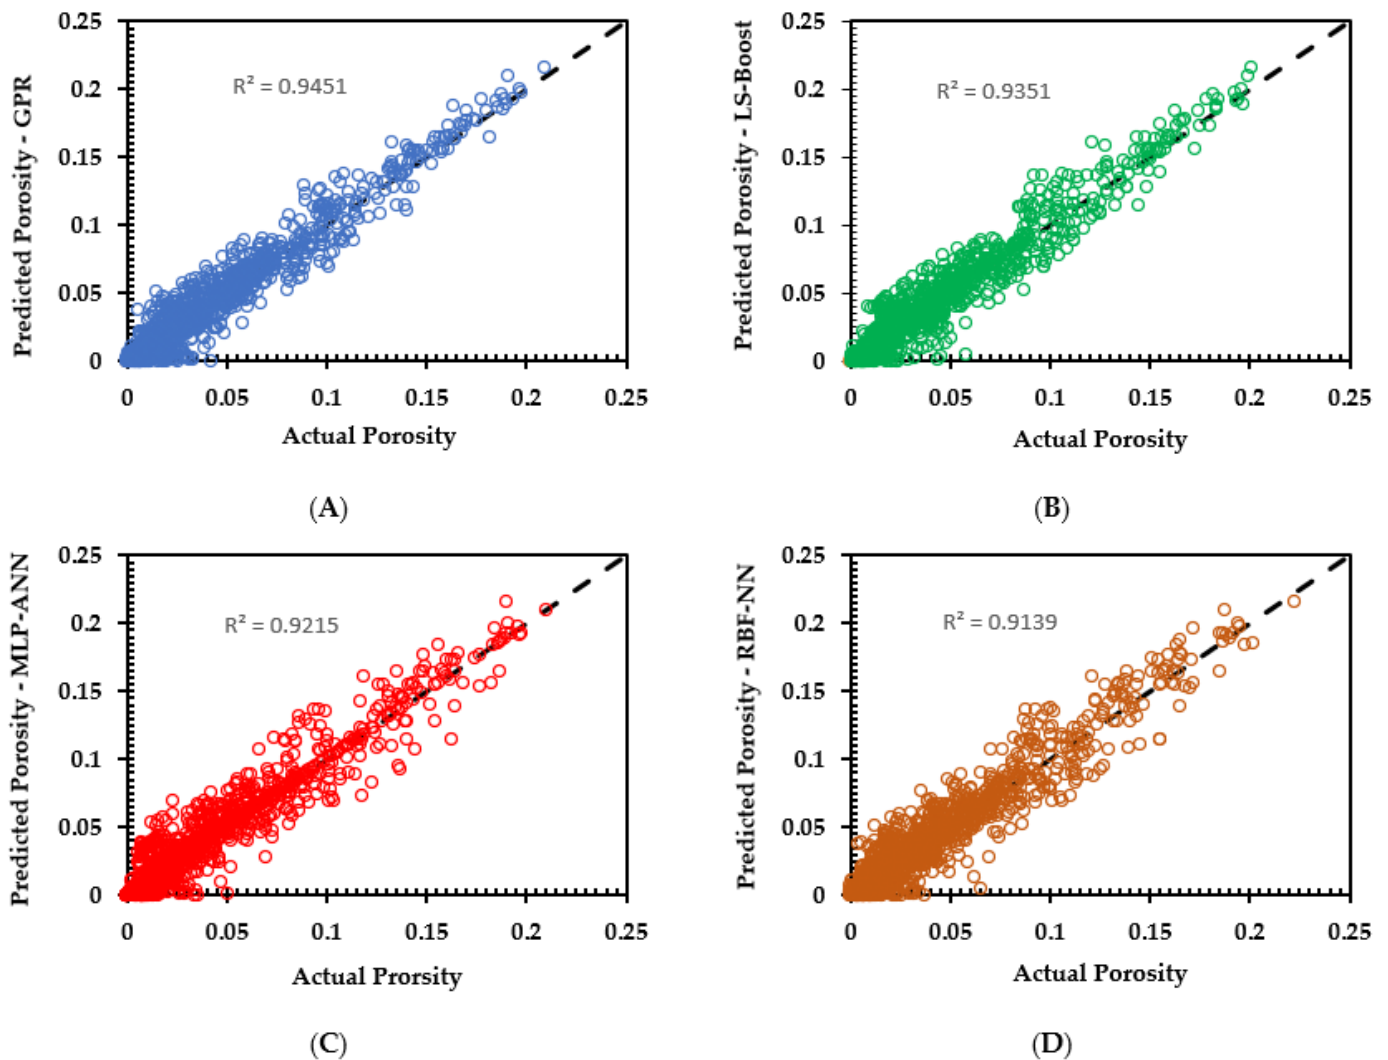 0.25
R² = 0.9451
0.2
0.15
0.1
0.05
0
Predicted Porosity - GPR
0 0.05 0.1 0.15 0.2 0.25
Actual Porosity
(A)
0.25
R² = 0.9351
0.2
0.15
0.1
0.05
0
Predicted Porosity - LS-Boost
0 0.05 0.1 0.15 0.2 0.25
Actual Porosity
(B)
0.25
R² = 0.9215
0.2
0.15
0.1
0.05
0
Predicted Porosity - MLP-ANN
0 0.05 0.1 0.15 0.2 0.25
Actual Prorsity
(C)
0.25
R² = 0.9139
0.2
0.15
0.1
0.05
0
Predicted Porosity - RBF-NN
0 0.05 0.1 0.15 0.2 0.25
Actual Porosity
(D)